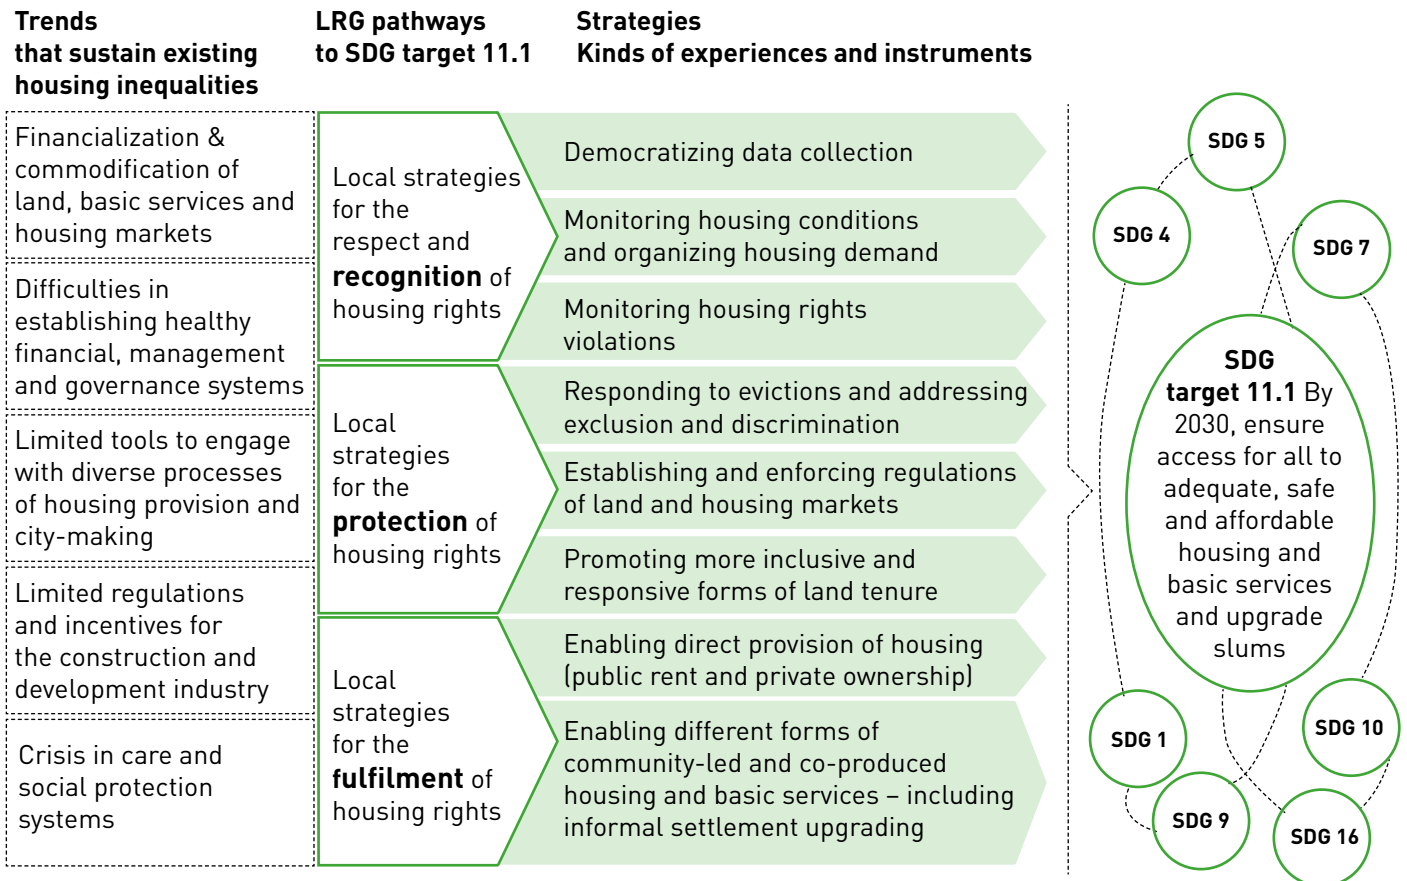 Trends
that sustain existing
housing inequalities
LRG pathways
to SDG target 11.1
Strategies
Kinds of experiences and instruments
Financialization &
commodification of
land, basic services and
housing markets
Difficulties in
establishing healthy
financial, management
and governance systems
Limited tools to engage
with diverse processes
of housing provision and
city-making
Limited regulations
and incentives for
the construction and
development industry
Crisis in care and
social protection
systems
Local strategies
for the
respect and
recognition of
housing rights
Local
strategies
for the
protection of
housing rights
Local
strategies
for the
fulfilment of
housing rights
Democratizing data collection
Monitoring housing conditions
and organizing housing demand
Monitoring housing rights
violations
Responding to evictions and addressing
exclusion and discrimination
Establishing and enforcing regulations
of land and housing markets
Promoting more inclusive and
responsive forms of land tenure
Enabling direct provision of housing
(public rent and private ownership)
Enabling different forms of
community-led and co-produced
housing and basic services – including
informal settlement upgrading
SDG 5
SDG 4
SDG 7
SDG
target 11.1 By
2030, ensure
access for all to
adequate, safe
and affordable
housing and
basic services
and upgrade
slums
SDG 1
SDG 10
SDG 9
SDG 16